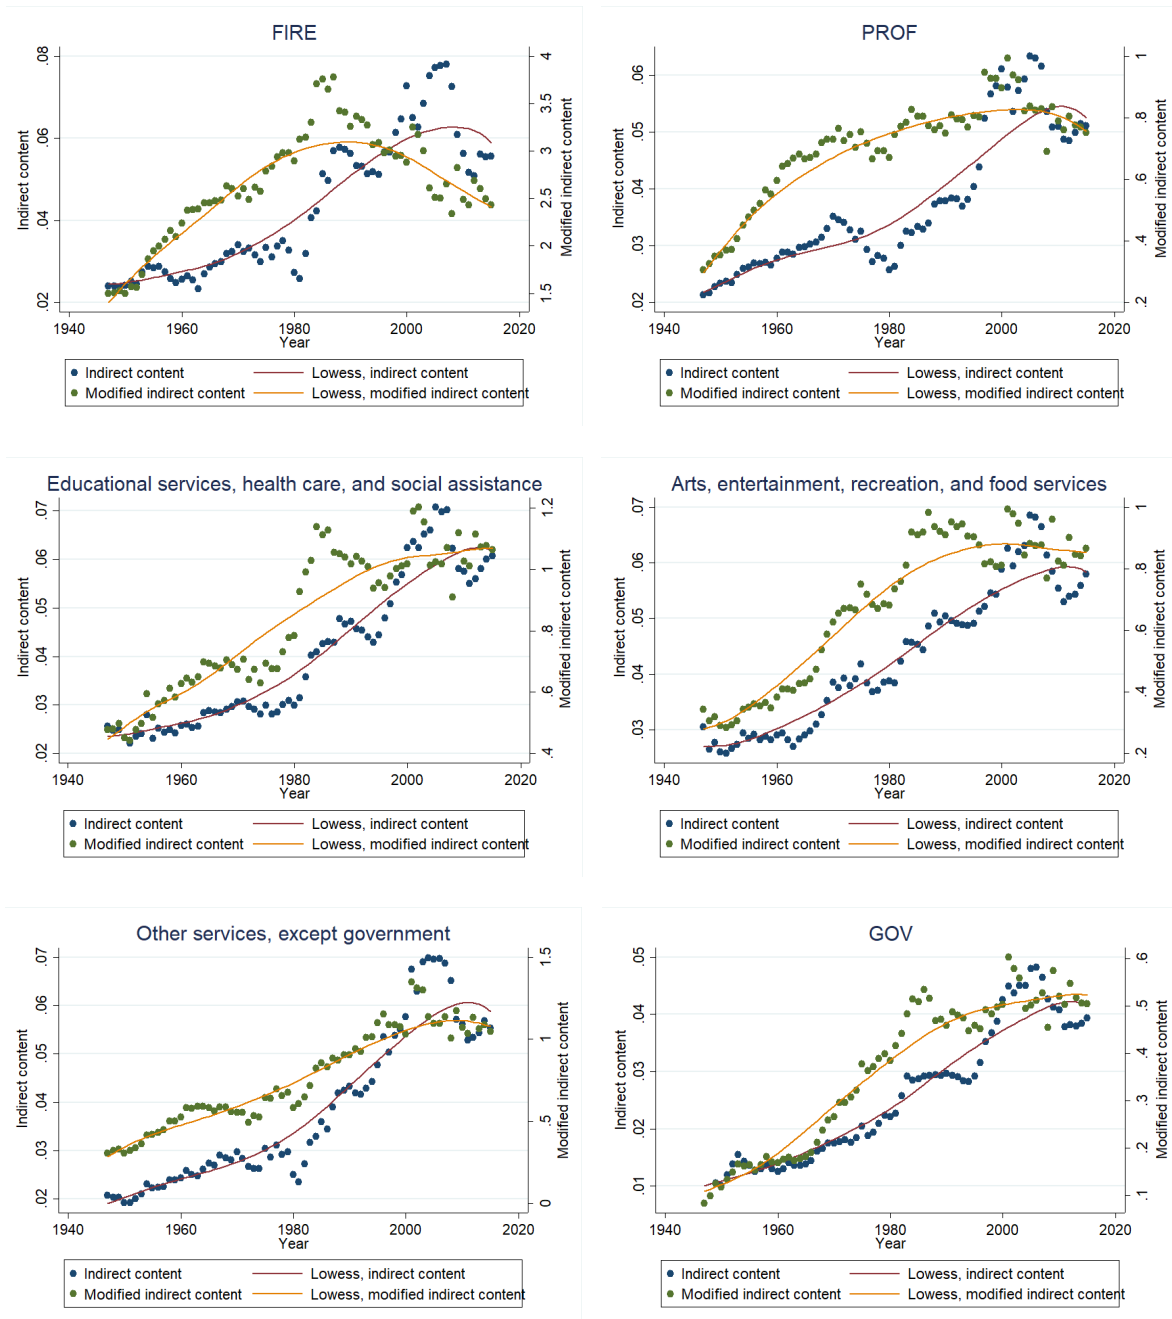 FIRE
.08
.06
.04
.02
Indirect content
4
3.5
3
2.5
2
1.5
Modified indirect content
1940 1960 1980 2000 2020
Year
Indirect content Lowess, indirect content
Modified indirect content Lowess, modified indirect content
PROF
.06
.05
.04
.03
.02
Indirect content
1
.8
.6
.4
.2
Modified indirect content
1940 1960 1980 2000 2020
Year
Indirect content Lowess, indirect content
Modified indirect content Lowess, modified indirect content
Educational services, health care, and social assistance
.07
.06
.05
.04
.03
.02
Indirect content
1.2
1
.8
.6
.4
Modified indirect content
1940 1960 1980 2000 2020
Year
Indirect content Lowess, indirect content
Modified indirect content Lowess, modified indirect content
Arts, entertainment, recreation, and food services
.07
.06
.05
.04
.03
Indirect content
1
.8
.6
.4
.2
Modified indirect content
1940 1960 1980 2000 2020
Year
Indirect content Lowess, indirect content
Modified indirect content Lowess, modified indirect content
Other services, except government
.07
.06
.05
.04
.03
.02
Indirect content
1.5
1
.5
0
Modified indirect content
1940 1960 1980 2000 2020
Year
Indirect content Lowess, indirect content
Modified indirect content Lowess, modified indirect content
GOV
.05
.04
.03
.02
.01
Indirect content
.6
.5
.4
.3
.2
.1
Modified indirect content
1940 1960 1980 2000 2020
Year
Indirect content Lowess, indirect content
Modified indirect content Lowess, modified indirect content